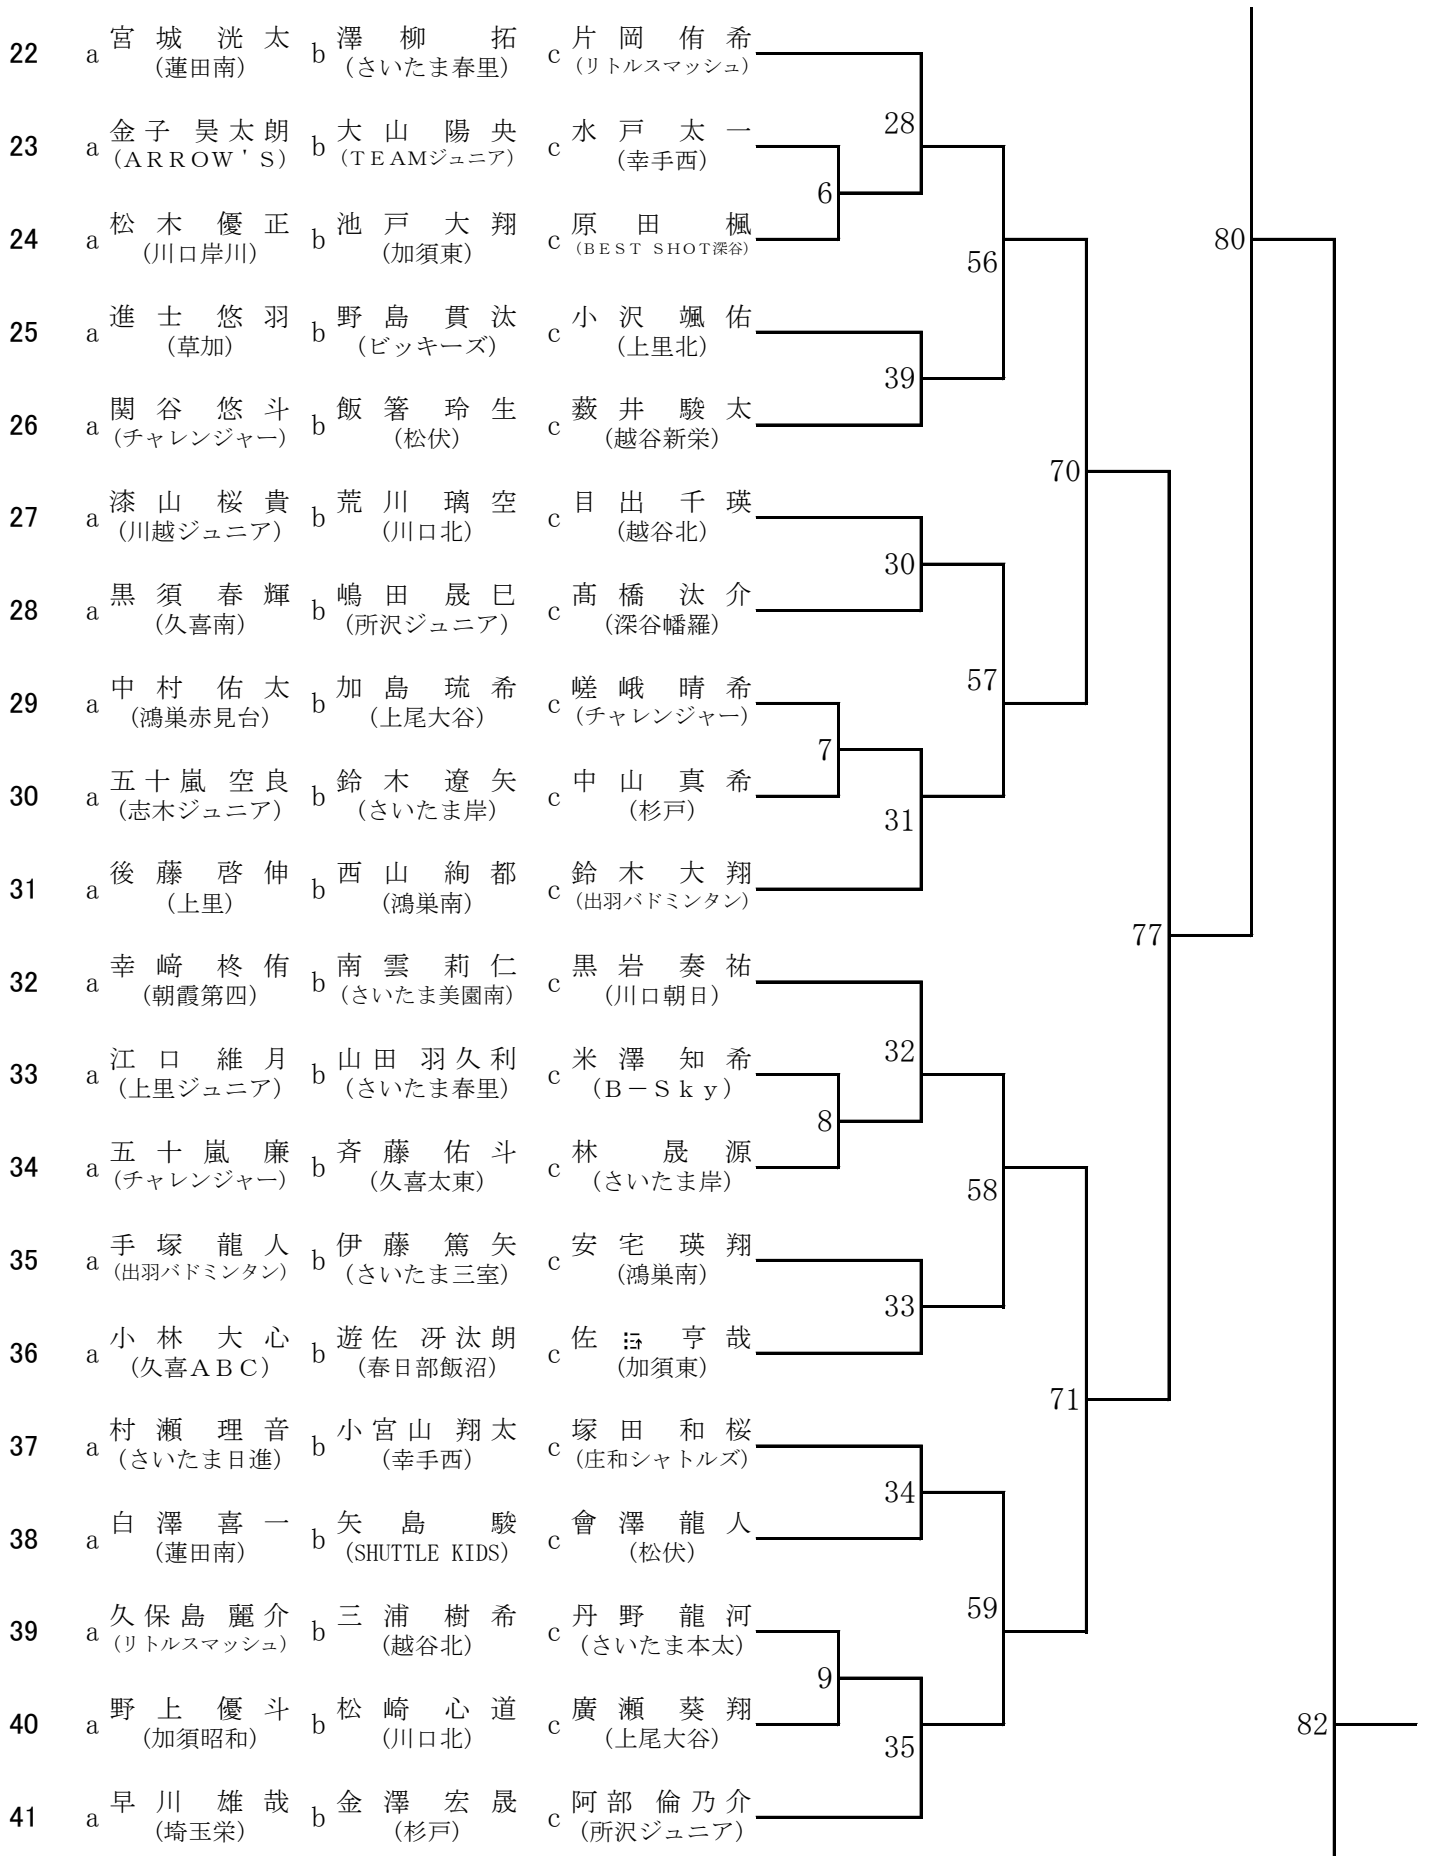 22 a 宮城 洸太 b 澤柳 拓 c 片岡 侑希
(蓮田南) (さいたま春里) (リトルスマッシュ)
28
23 a 金子 昊太朗 b 大山 陽央 c 水戸 太一
(ARROW'S) (TEAMジュニア) (幸手西)
6
24 a 松木 優正 b 池戸 大翔 c 原田 楓
(川口岸川) (加須東) (BEST SHOT深谷)
80
56
25 a 進士 悠羽 b 野島 貫汰 c 小沢 颯佑
(草加) (ビッキーズ) (上里北)
39
26 a 関谷 悠斗 b 飯箸 玲生 c 薮井 駿太
(チャレンジャー) (松伏) (越谷新栄)
70
27 a 漆山 桜貴 b 荒川 璃空 c 目出 千瑛
(川越ジュニア) (川口北) (越谷北)
30
28 a 黒須 春輝 b 嶋田 晟巳 c 髙橋 汰介
(久喜南) (所沢ジュニア) (深谷幡羅)
57
29 a 中村 佑太 b 加島 琉希 c 嵯峨 晴希
(鴻巣赤見台) (上尾大谷) (チャレンジャー)
7
30 a 五十嵐 空良 b 鈴木 遼矢 c 中山 真希
(志木ジュニア) (さいたま岸) (杉戸)
31
31 a 後藤 啓伸 b 西山 絢都 c 鈴木 大翔
(上里) (鴻巣南) (出羽バドミンタン)
77
32 a 幸﨑 柊侑 b 南雲 莉仁 c 黒岩 奏祐
(朝霞第四) (さいたま美園南) (川口朝日)
32
33 a 江口 維月 b 山田 羽久利 c 米澤 知希
(上里ジュニア) (さいたま春里) (B－Sky)
8
34 a 五十嵐 廉 b 斉藤 佑斗 c 林 晟源
(チャレンジャー) (久喜太東) (さいたま岸)
58
35 a 手塚 龍人 b 伊藤 篤矢 c 安宅 瑛翔
(出羽バドミンタン) (さいたま三室) (鴻巣南)
33
36 a 小林 大心 b 遊佐 冴汰朗 c 佐 亨哉
(久喜ABC) (春日部飯沼) (加須東)
71
37 a 村瀬 理音 b 小宮山 翔太 c 塚田 和桜
(さいたま日進) (幸手西) (庄和シャトルズ)
34
38 a 白澤 喜一 b 矢島 駿 c 會澤 龍人
(蓮田南) (SHUTTLE KIDS) (松伏)
59
39 a 久保島 麗介 b 三浦 樹希 c 丹野 龍河
(リトルスマッシュ) (越谷北) (さいたま本太)
9
40 a 野上 優斗 b 松崎 心道 c 廣瀬 葵翔
(加須昭和) (川口北) (上尾大谷)
82
35
41 a 早川 雄哉 b 金澤 宏晟 c 阿部 倫乃介
(埼玉栄) (杉戸) (所沢ジュニア)